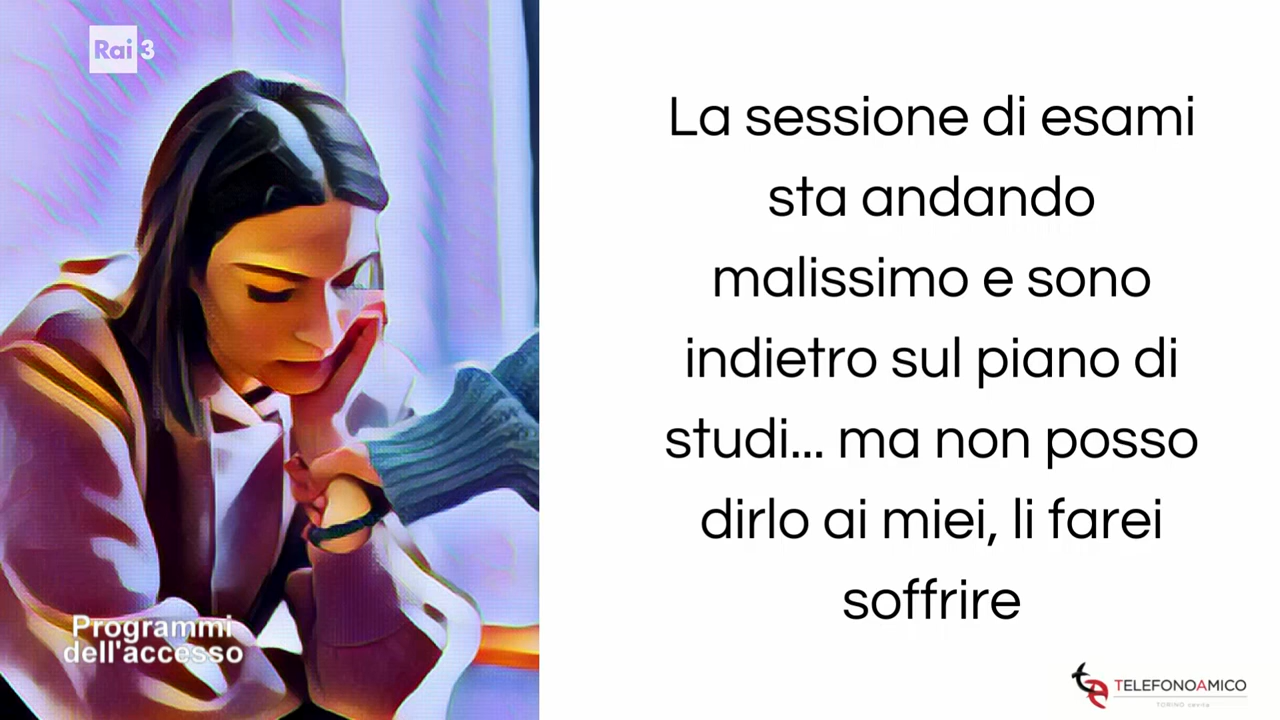 Rai 3
La sessione di esami
sta andando
malissimo e sono
indietro sul piano di
studi... ma non posso
dirlo ai miei, li farei
soffrire
Programmi
dell'accesso
TELEFONOAMICO
TORINO